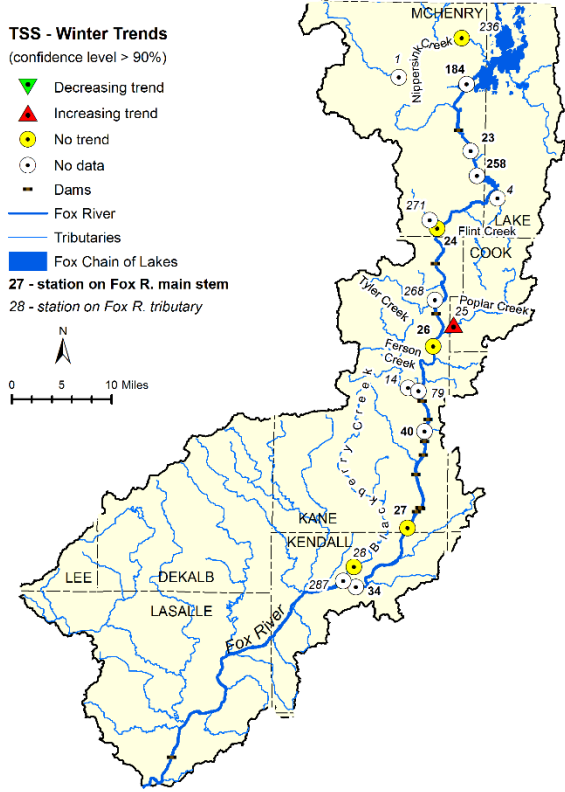 TSS - Winter Trends
(confidence level > 90%)
Decreasing trend
Increasing trend
No trend
No data
Dams
Fox River
Tributaries
Fox Chain of Lakes
27 - station on Fox R. main stem
28 - station on Fox R. tributary
N
0 5 10 Miles
MCHENRY
236
1
Nippersink Creek
184
23
258
4
271
LAKE
24
Flint Creek
COOK
268
Tyler Creek
Poplar Creek
25
26
Ferson
Creek
14
79
40
Blackberry Creek
27
KANE
KENDALL
28
LEE
DEKALB
287
34
LASALLE
Fox River